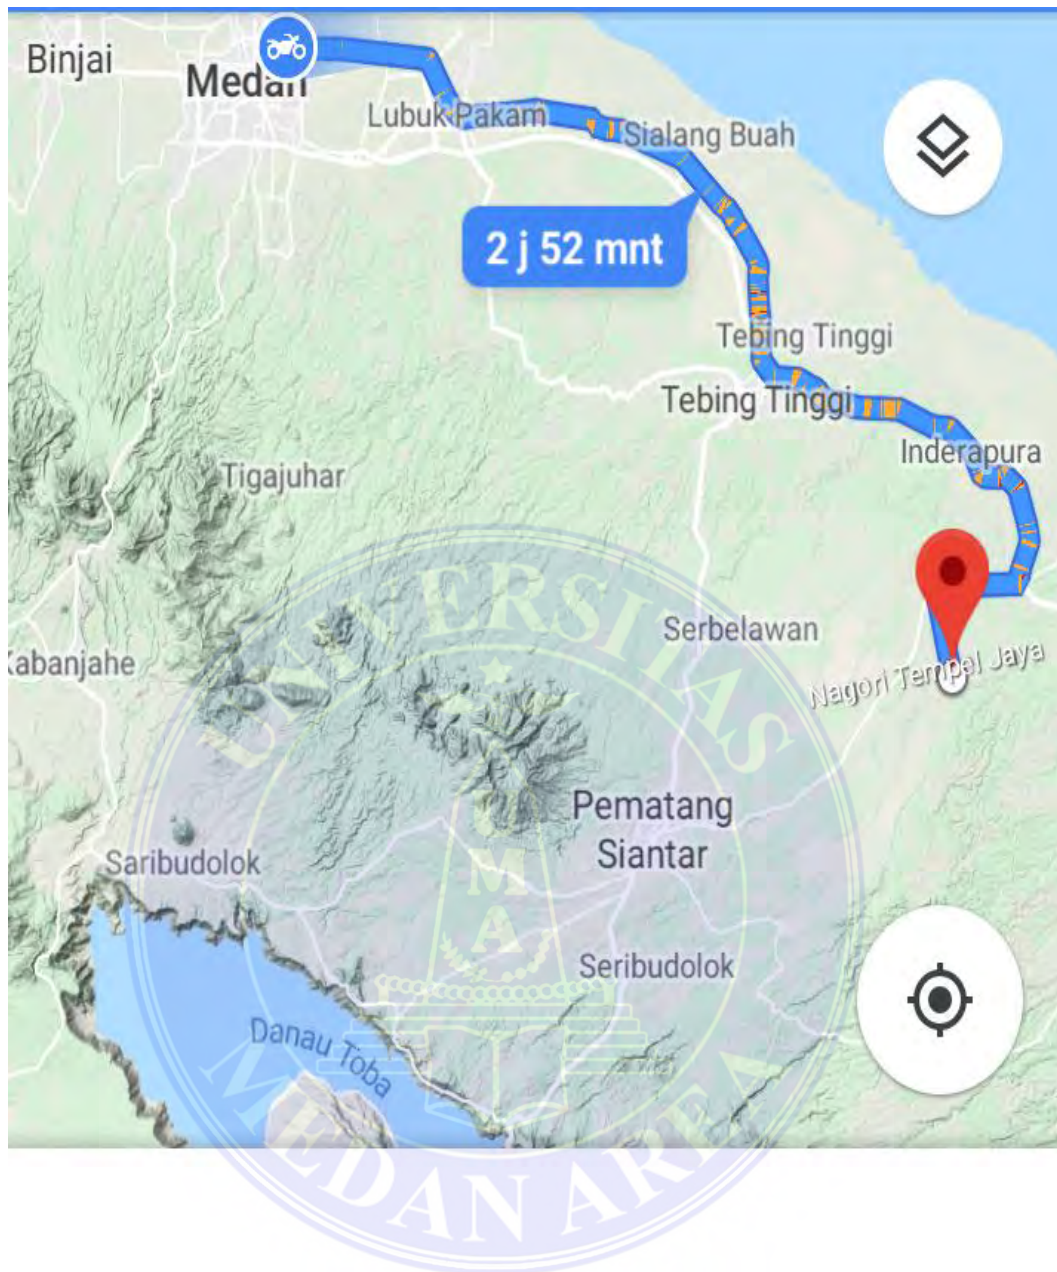 Binjai
Medan
Lubuk Pakam
Sialang Buah
2 j 52 mnt
Tebing Tinggi
Tebing Tinggi
Inderapura
Tigajuhar
Serbelawan
Kabanjahe
Nagori Tempel Jaya
Pematang
Siantar
Saribudolok
Seribudolok
Danau Toba
UNIVERSITAS
UMA
MEDAN AREA